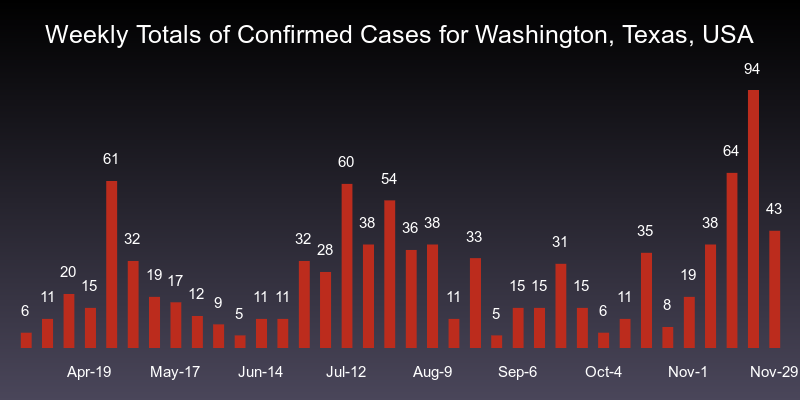 Weekly Totals of Confirmed Cases for Washington, Texas, USA
6 11 20 15 61 32 19 17 12 9 5 11 11 32 28 60 38 54 36 38 11 33 5 15 15 31 15 6 11 35 8 19 38 64 94 43
Apr-19 May-17 Jun-14 Jul-12 Aug-9 Sep-6 Oct-4 Nov-1 Nov-29